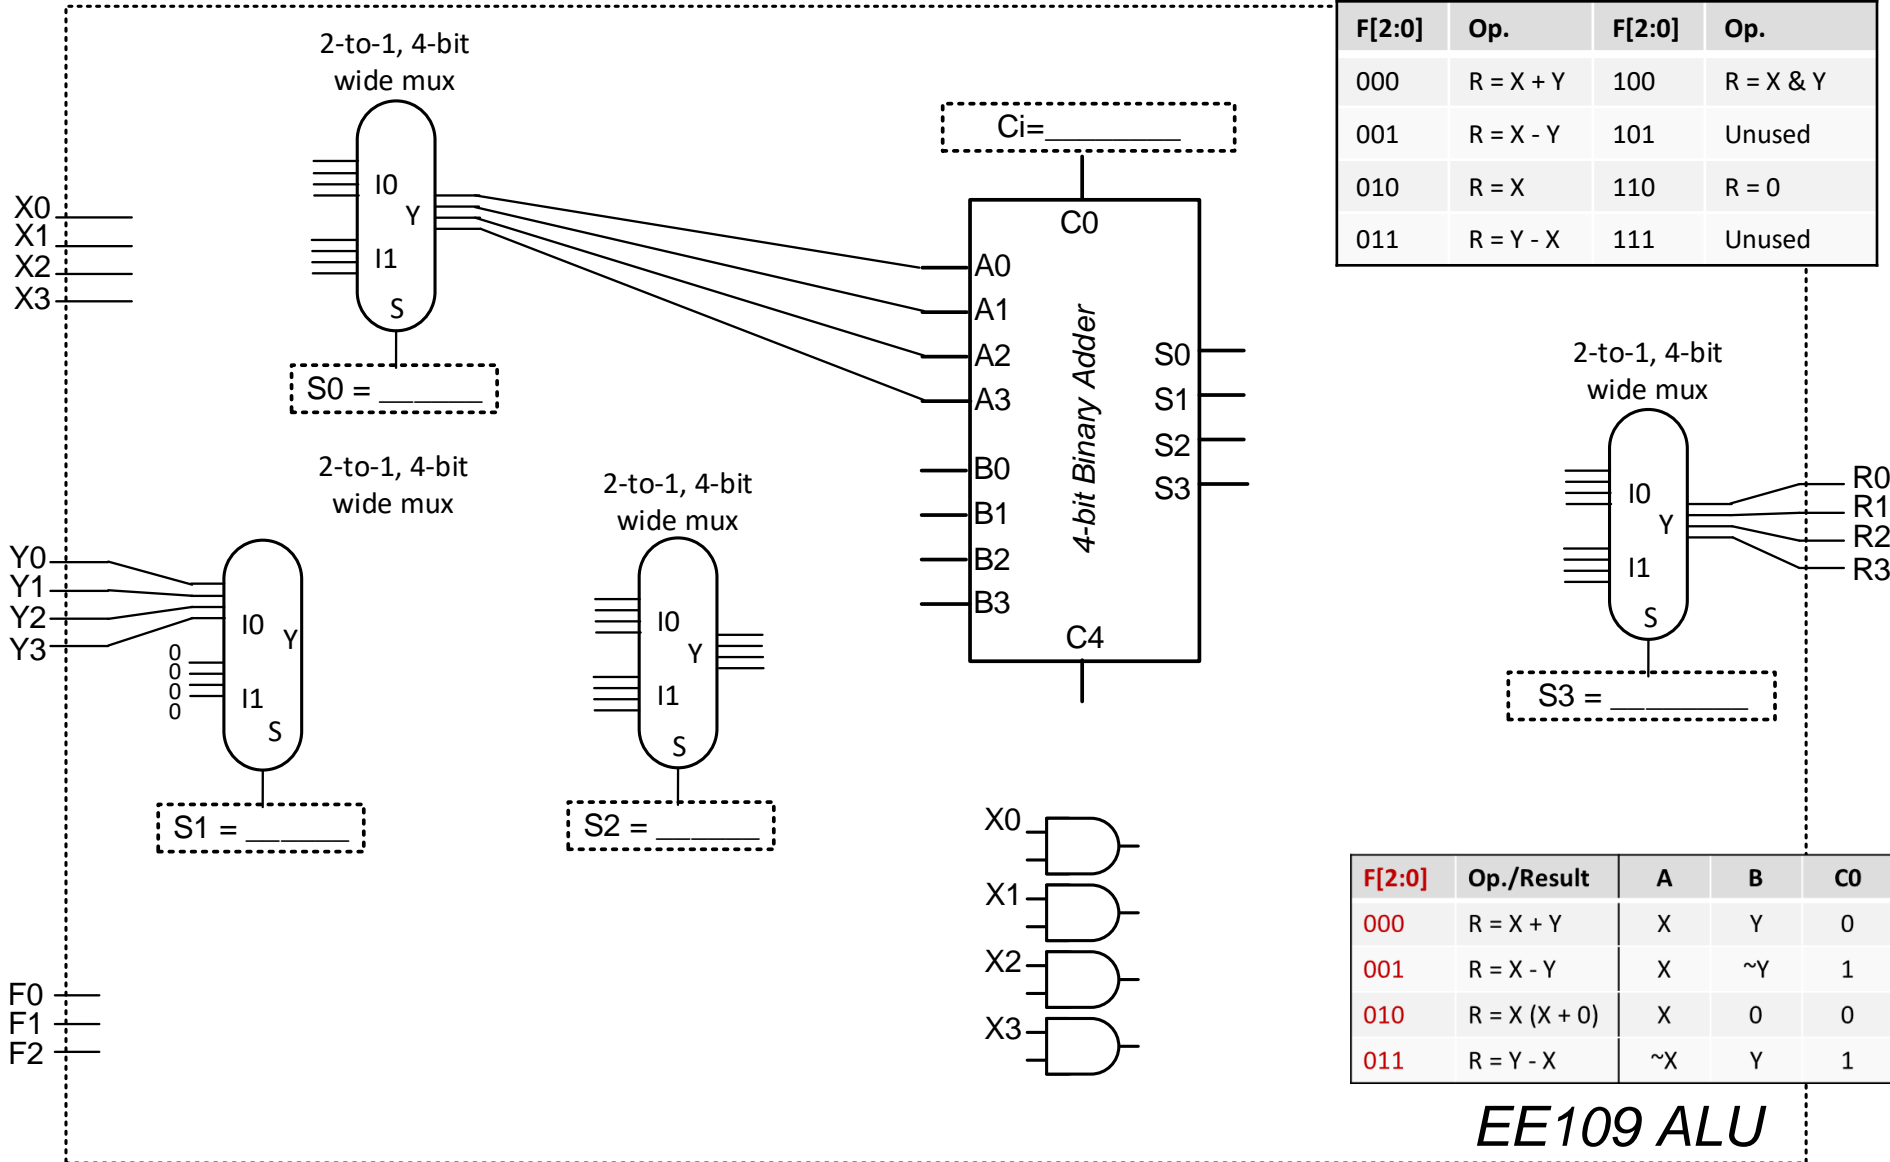 2-to-1, 4-bit
wide mux
I0
Y
I1
S
S0 = ______
X0
X1
X2
X3
Ci=________
C0
A0
A1
A2
A3
B0
B1
B2
B3
4-bit Binary Adder
S0
S1
S2
S3
C4
F[2:0] Op. F[2:0] Op.
000 R = X + Y 100 R = X & Y
001 R = X - Y 101 Unused
010 R = X 110 R = 0
011 R = Y - X 111 Unused
2-to-1, 4-bit
wide mux
I0
Y
I1
S
S3 = ________
R0
R1
R2
R3
2-to-1, 4-bit
wide mux
Y0
Y1
Y2
Y3
0
0
0
0
I0
Y
I1
S
S1 = ______
2-to-1, 4-bit
wide mux
I0
Y
I1
S
S2 = ______
X0
X1
X2
X3
F0
F1
F2
F[2:0] Op./Result A B C0
000 R = X + Y X Y 0
001 R = X - Y X ~Y 1
010 R = X (X + 0) X 0 0
011 R = Y - X ~X Y 1
EE109 ALU